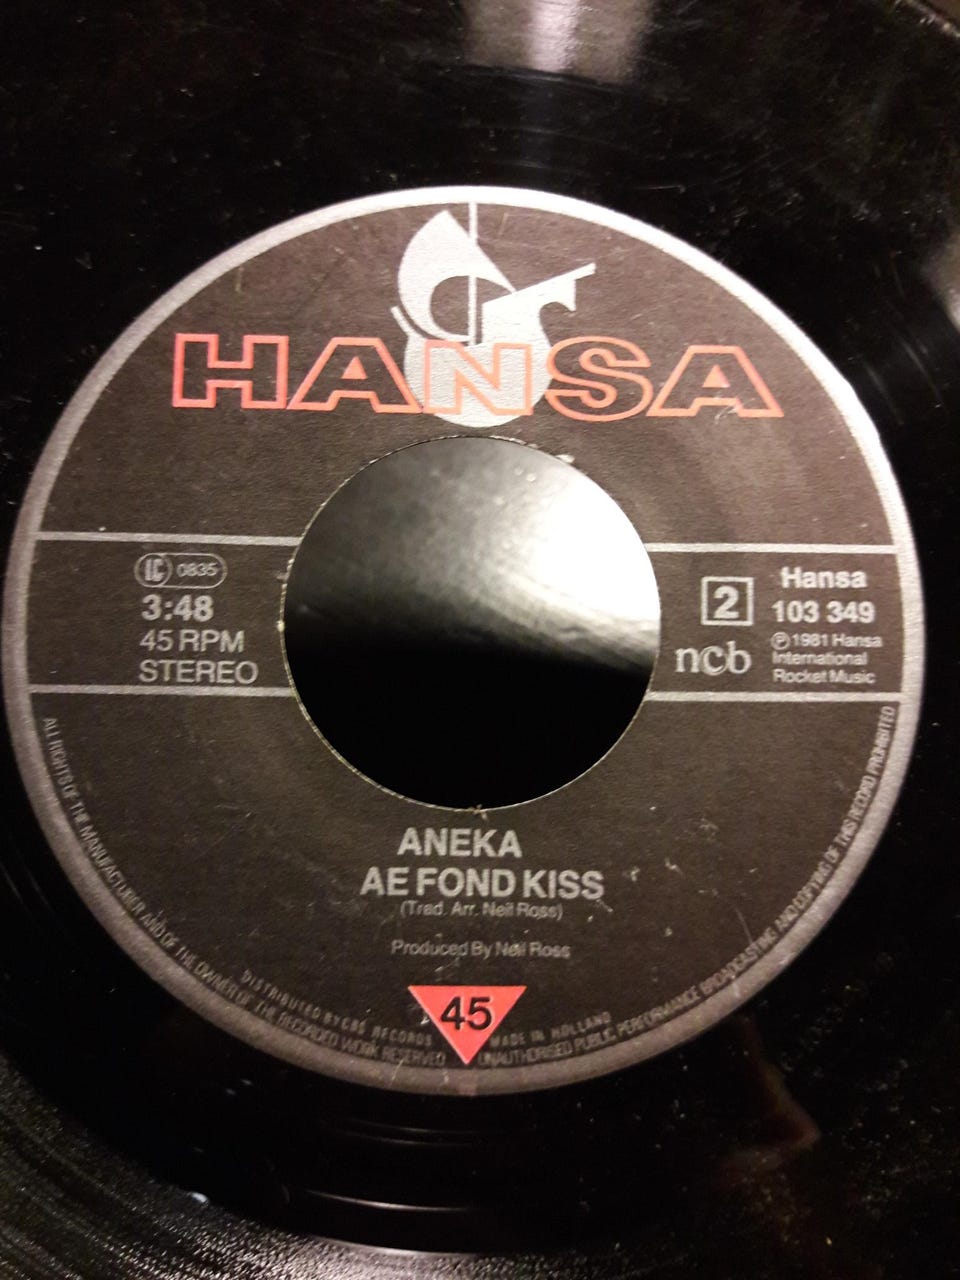 HANSA
LC 0835
3:48
45 RPM
STEREO
2
ncb
Hansa
103 349
℗ 1981 Hansa
International
Rocket Music
ANEKA
AE FOND KISS
(Trad. Arr. Neil Ross)
Produced By Neil Ross
45
DISTRIBUTED BY CBS RECORDS MADE IN HOLLAND
ALL RIGHTS OF THE MANUFACTURER AND OF THE OWNER OF THE RECORDED WORK RESERVED UNAUTHORISED PUBLIC PERFORMANCE BROADCASTING AND COPYING OF THIS RECORD PROHIBITED